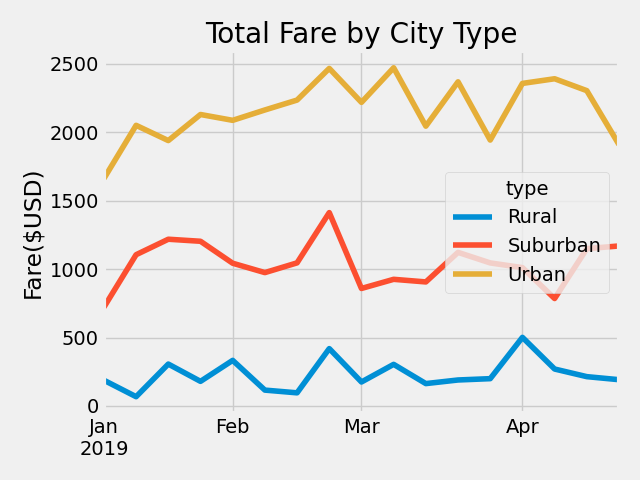 Total Fare by City Type
Fare($USD)
2500
2000
1500
1000
500
0
type
Rural
Suburban
Urban
Jan Feb Mar Apr
2019